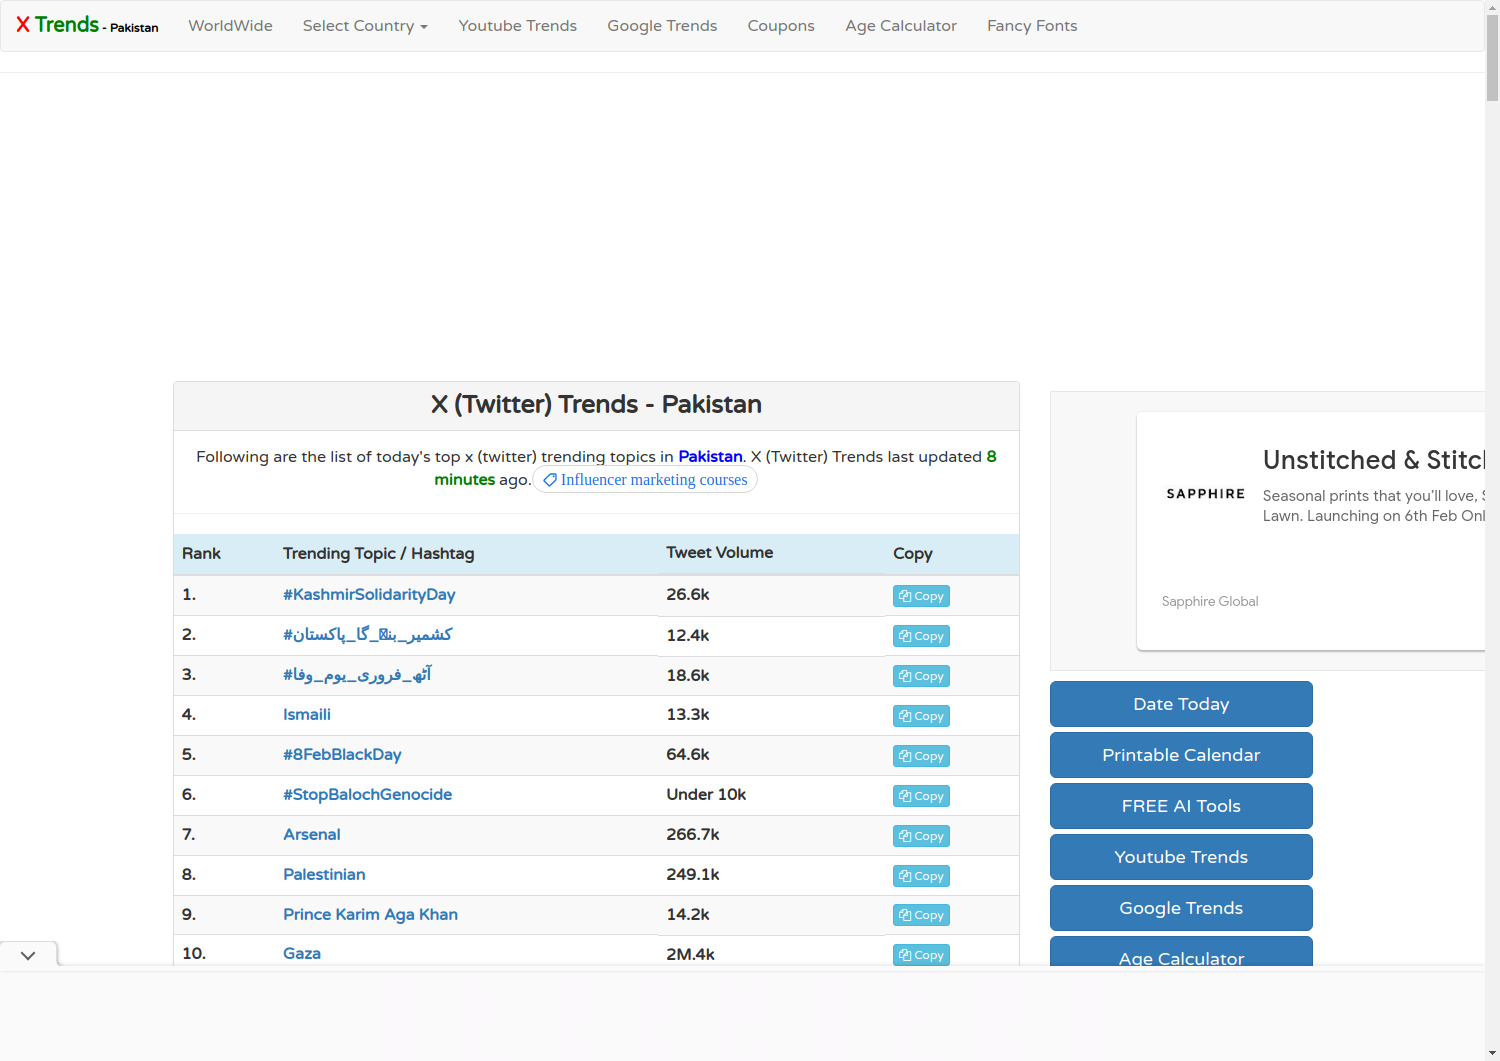 X Trends - Pakistan WorldWide Select Country Youtube Trends Google Trends Coupons Age Calculator Fancy Fonts
X (Twitter) Trends - Pakistan
Following are the list of today's top x (twitter) trending topics in Pakistan. X (Twitter) Trends last updated 8
minutes ago. Influencer marketing courses
Rank Trending Topic / Hashtag Tweet Volume Copy
1. #KashmirSolidarityDay 26.6k Copy
2. 12.4k Copy
3. #آٹھ_فروری_یوم_وفا 18.6k Copy
4. Ismaili 13.3k Copy
5. #8FebBlackDay 64.6k Copy
6. #StopBalochGenocide Under 10k Copy
7. Arsenal 266.7k Copy
8. Palestinian 249.1k Copy
9. Prince Karim Aga Khan 14.2k Copy
10. Gaza 2M.4k Copy
Unstitched &
SAPPHIRE
Seasonal prints that you'll love,
Lawn. Launching on 6th Feb
Sapphire Global
Date Today
Printable Calendar
FREE AI Tools
Youtube Trends
Google Trends
Age Calculator